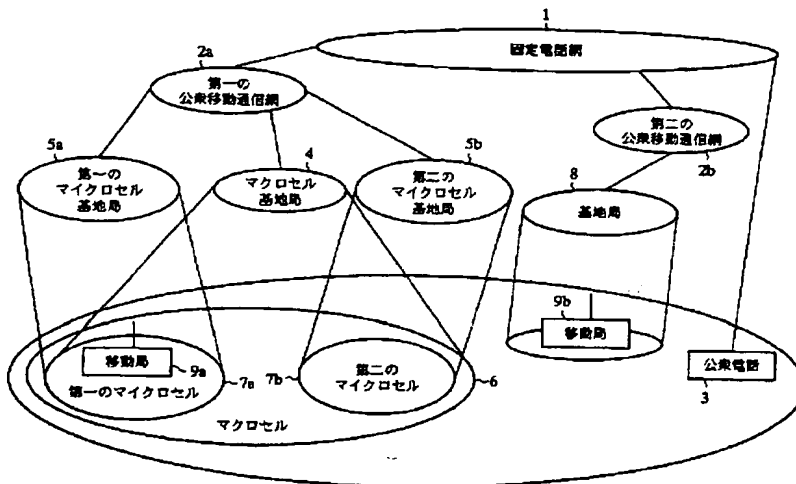 1
固定電話網
2a
第一の
公衆移動通信網
第二の
公衆移動通信網
2b
5a
第一の
マイクロセル
基地局
4
マクロセル
基地局
5b
第二の
マイクロセル
基地局
8
基地局
9b
移動局
移動局
9a
第一のマイクロセル
7a
7b
第二の
マイクロセル
6
公衆電話
3
マクロセル